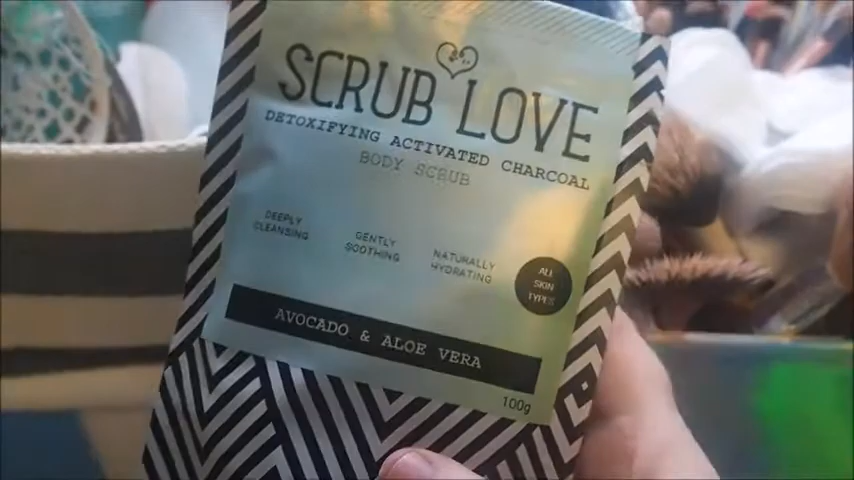 SCRUB LOVE
DETOXIFYING ACTIVATED CHARCOAL
BODY SCRUB
DEEPLY
CLEANSING
GENTLY
SOOTHING
NATURALLY
HYDRATING
ALL
SKIN
TYPES
AVOCADO & ALOE VERA
100g